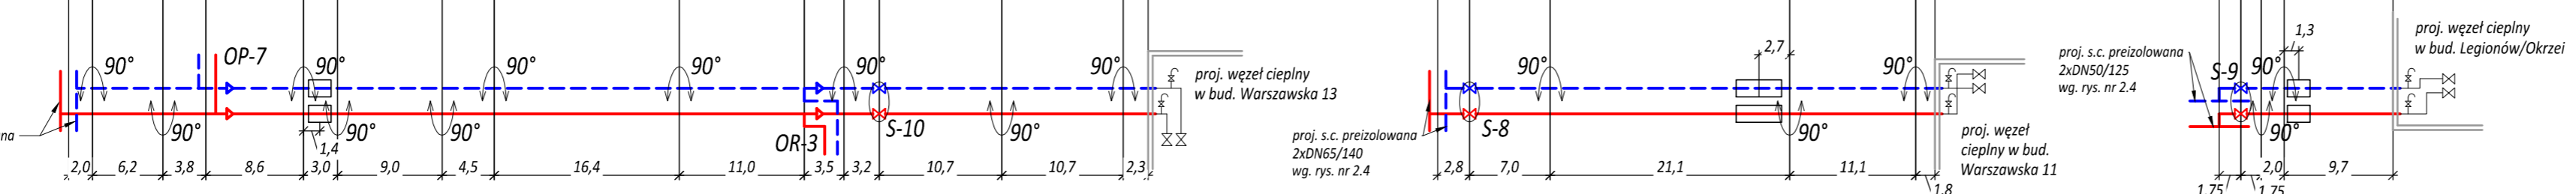 OP-7
90°
90°
90°
90°
90°
90°
proj. węzeł cieplny
w bud. Warszawska 13
90°
90°
90°
90°
1,4
OR-3
S-10
2,0
6,2
3,8
8,6
3,0
9,0
4,5
16,4
11,0
3,5
3,2
10,7
10,7
2,3
2,7
90°
90°
proj. s.c. preizolowana
2xDN65/140
wg. rys. nr 2.4
S-8
90°
proj. węzeł
cieplny w bud.
Warszawska 11
2,8
7,0
21,1
11,1
1,8
1,3
proj. węzeł cieplny
w bud. Legionów/Okrzei
proj. s.c. preizolowana
2xDN50/125
wg. rys. nr 2.4
S-9
90°
90°
2,0
9,7
1,75
1,75